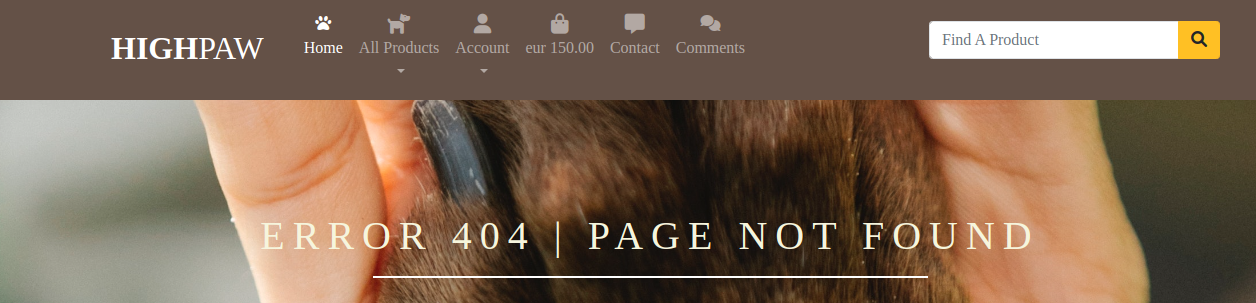 HIGHPAW
Home
All Products
Account
eur 150.00
Contact
Comments
Find A Product
ERROR 404 | PAGE NOT FOUND